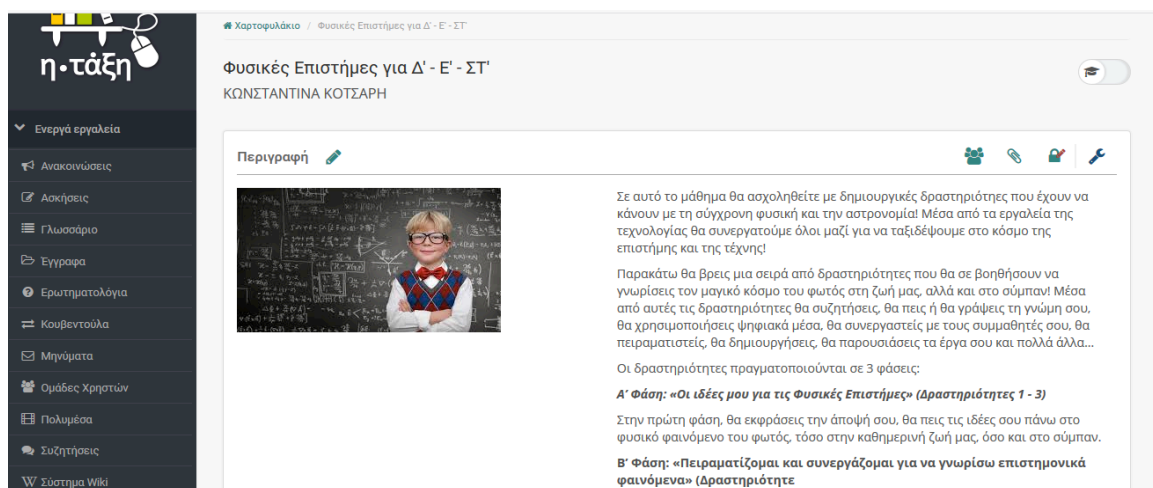 η•τάξη
Ενεργά εργαλεία
Ανακοινώσεις
Ασκήσεις
Γλωσσάριο
Έγγραφα
Ερωτηματολόγια
Κουβεντούλα
Μηνύματα
Ομάδες Χρηστών
Πολυμέσα
Συζητήσεις
Σύστημα Wiki
Χαρτοφυλάκιο / Φυσικές Επιστήμες για Δ' - Ε' - ΣΤ'
Φυσικές Επιστήμες για Δ' - Ε' - ΣΤ'
ΚΩΝΣΤΑΝΤΙΝΑ ΚΟΤΣΑΡΗ
Περιγραφή
Σε αυτό το μάθημα θα ασχοληθείτε με δημιουργικές δραστηριότητες που έχουν να
κάνουν με τη σύγχρονη φυσική και την αστρονομία! Μέσα από τα εργαλεία της
τεχνολογίας θα συνεργατούμε όλοι μαζί για να ταξιδέψουμε στο κόσμο της
επιστήμης και της τέχνης!
Παρακάτω θα βρεις μια σειρά από δραστηριότητες που θα σε βοηθήσουν να
γνωρίσεις τον μαγικό κόσμο του φωτός στη ζωή μας, αλλά και στο σύμπαν! Μέσα
από αυτές τις δραστηριότητες θα συζητήσεις, θα πεις ή θα γράψεις τη γνώμη σου,
θα χρησιμοποιήσεις ψηφιακά μέσα, θα συνεργαστείς με τους συμμαθητές σου, θα
πειραματιστείς, θα δημιουργήσεις, θα παρουσιάσεις τα έργα σου και πολλά άλλα...
Οι δραστηριότητες πραγματοποιούνται σε 3 φάσεις:
Α' Φάση: «Οι ιδέες μου για τις Φυσικές Επιστήμες» (Δραστηριότητες 1 - 3)
Στην πρώτη φάση, θα εκφράσεις την άποψή σου, θα πεις τις ιδέες σου πάνω στο
φυσικό φαινόμενο του φωτός, τόσο στην καθημερινή ζωή μας, όσο και στο σύμπαν.
Β' Φάση: «Πειραματίζομαι και συνεργάζομαι για να γνωρίσω επιστημονικά
φαινόμενα» (Δραστηριότητε